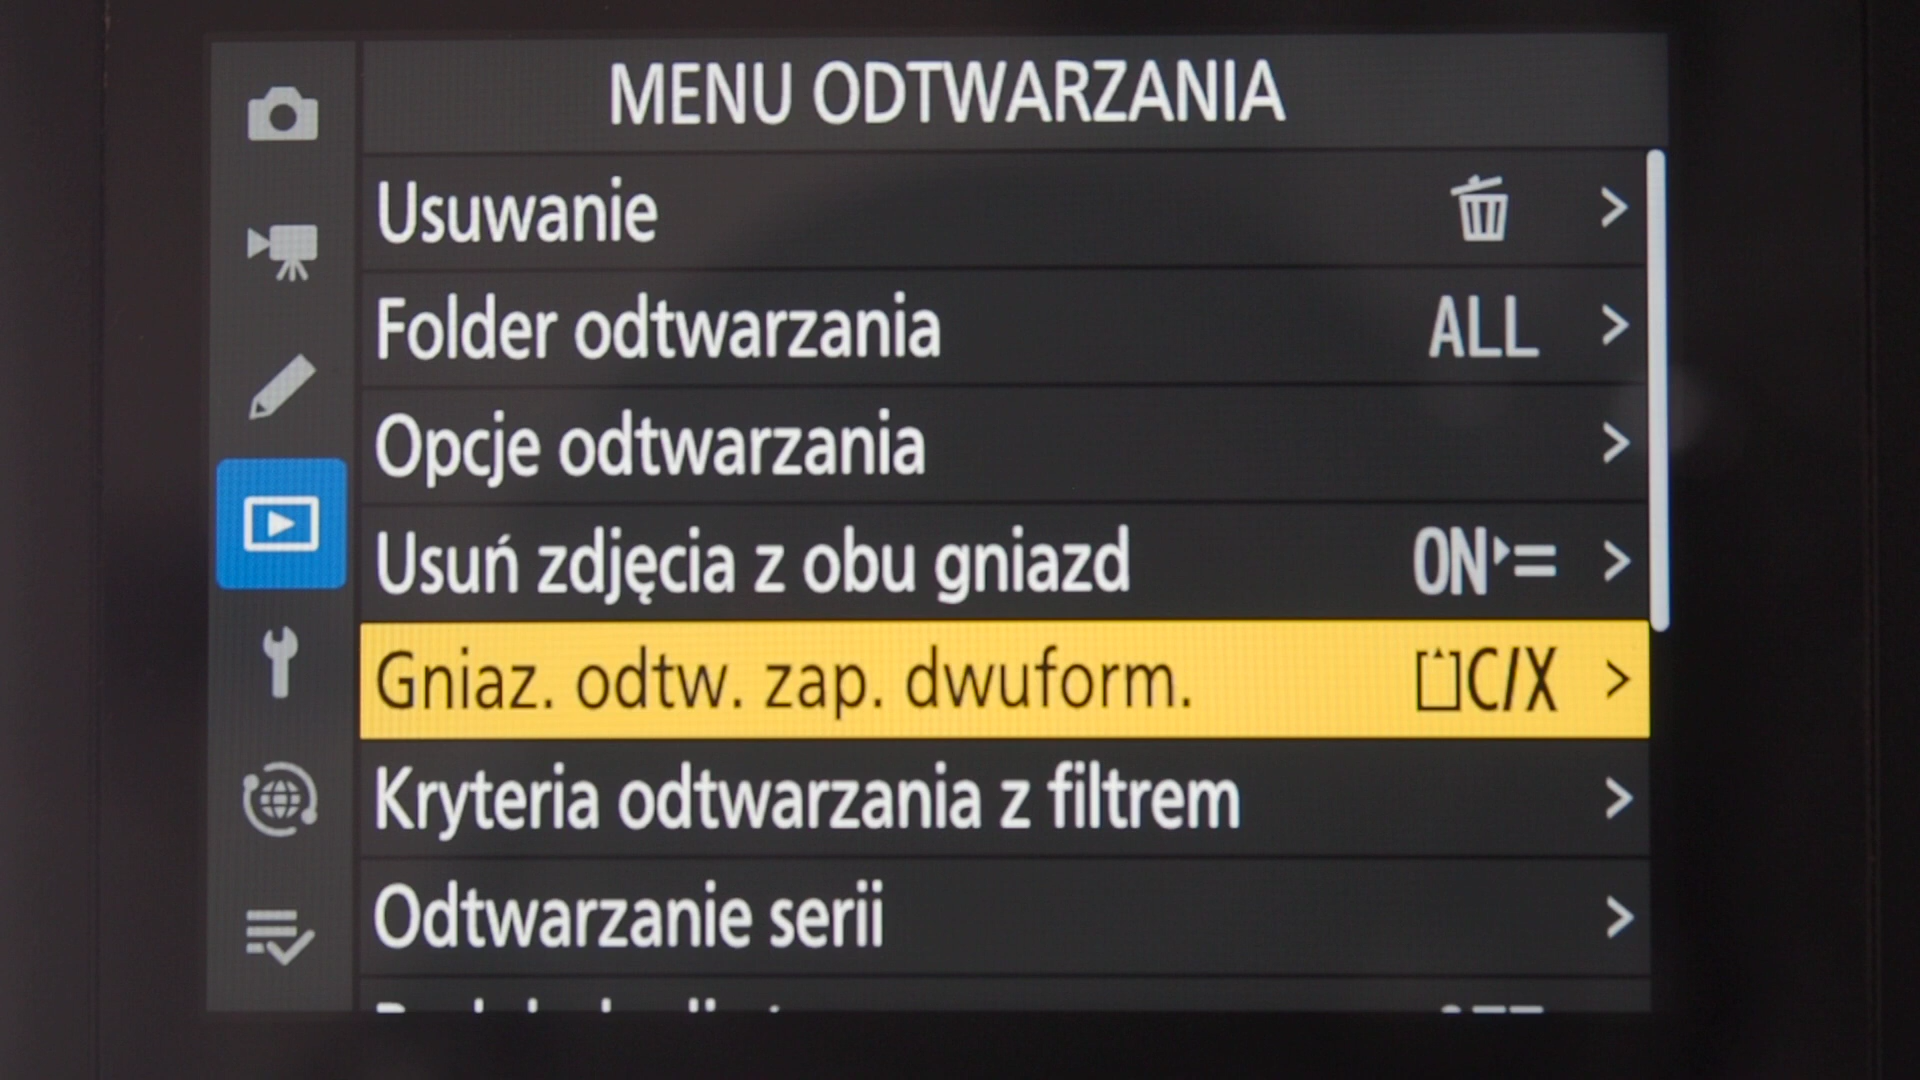 MENU ODTWARZANIA
Usuwanie
Folder odtwarzania ALL
Opcje odtwarzania
Usuń zdjęcia z obu gniazd ON
Gniaz. odtw. zap. dwuform. C/X
Kryteria odtwarzania z filtrem
Odtwarzanie serii